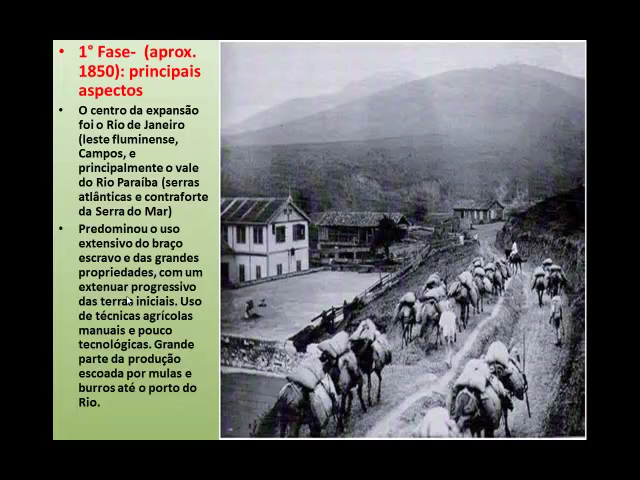 1° Fase- (aprox.
1850): principais
aspectos
O centro da expansão
foi o Rio de Janeiro
(leste fluminense,
Campos, e
principalmente o vale
do Rio Paraíba (serras
atlânticas e contraforte
da Serra do Mar)
Predominou o uso
extensivo do braço
escravo e das grandes
propriedades, com um
extenuar progressivo
das terras iniciais. Uso
de técnicas agrícolas
manuais e pouco
tecnológicas. Grande
parte da produção
escoada por mulas e
burros até o porto do
Rio.